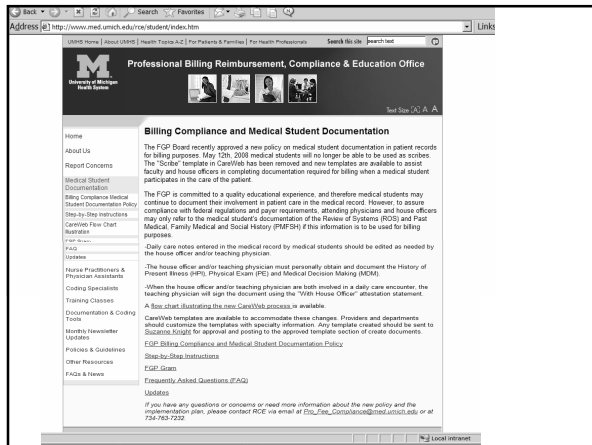 Back Search Favorites
Address http://www.med.umich.edu/rce/student/index.htm Links
UMHS Home | About UMHS | Health Topics A-Z | For Patients & Families | For Health Professionals Search this site search text
Professional Billing Reimbursement, Compliance & Education Office
M
University of Michigan
Health System
Text Size [A] A A
Home
About Us
Report Concerns
Medical Student
Documentation
Billing Compliance Medical
Student Documentation Policy
Step-by-Step Instructions
CareWeb Flow Chart
Illustration
FAQ
Updates
Nurse Practitioners &
Physician Assistants
Coding Specialists
Training Classes
Documentation & Coding
Tools
Monthly Newsletter
Updates
Policies & Guidelines
Other Resources
FAQs & News
Billing Compliance and Medical Student Documentation
The FGP Board recently approved a new policy on medical student documentation in patient records
for billing purposes. May 12th, 2008 medical students will no longer be able to be used as scribes.
The "Scribe" template in CareWeb has been removed and new templates are available to assist
faculty and house officers in completing documentation required for billing when a medical student
participates in the care of the patient.
The FGP is committed to a quality educational experience, and therefore medical students may
continue to document their involvement in patient care in the medical record. However, to assure
compliance with federal regulations and payer requirements, attending physicians and house officers
may only refer to the medical student's documentation of the Review of Systems (ROS) and Past
Medical, Family Medical and Social History (PMFSH) if this information is to be used for billing
purposes.
-Daily care notes entered in the medical record by medical students should be edited as needed by
the house officer and/or teaching physician.
-The house officer and/or teaching physician must personally obtain and document the History of
Present Illness (HPI), Physical Exam (PE) and Medical Decision Making (MDM).
-When the house officer and/or teaching physician are both involved in a daily care encounter, the
teaching physician will sign the document using the "With House Officer" attestation statement.
A flow chart illustrating the new CareWeb process is available.
CareWeb templates are available to accommodate these changes. Providers and departments
should customize the templates with specialty information. Any template created should be sent to
Suzanne Knight for approval and posting to the approved template section of create documents.
FGP Billing Compliance and Medical Student Documentation Policy
Step-by-Step Instructions
FGP Gram
Frequently Asked Questions (FAQ)
Updates
If you have any questions or concerns or need more information about the new policy and the
implementation plan, please contact RCE via email at Pro_Fee_Compliance@med.umich.edu or at
734-763-7232.
Local intranet